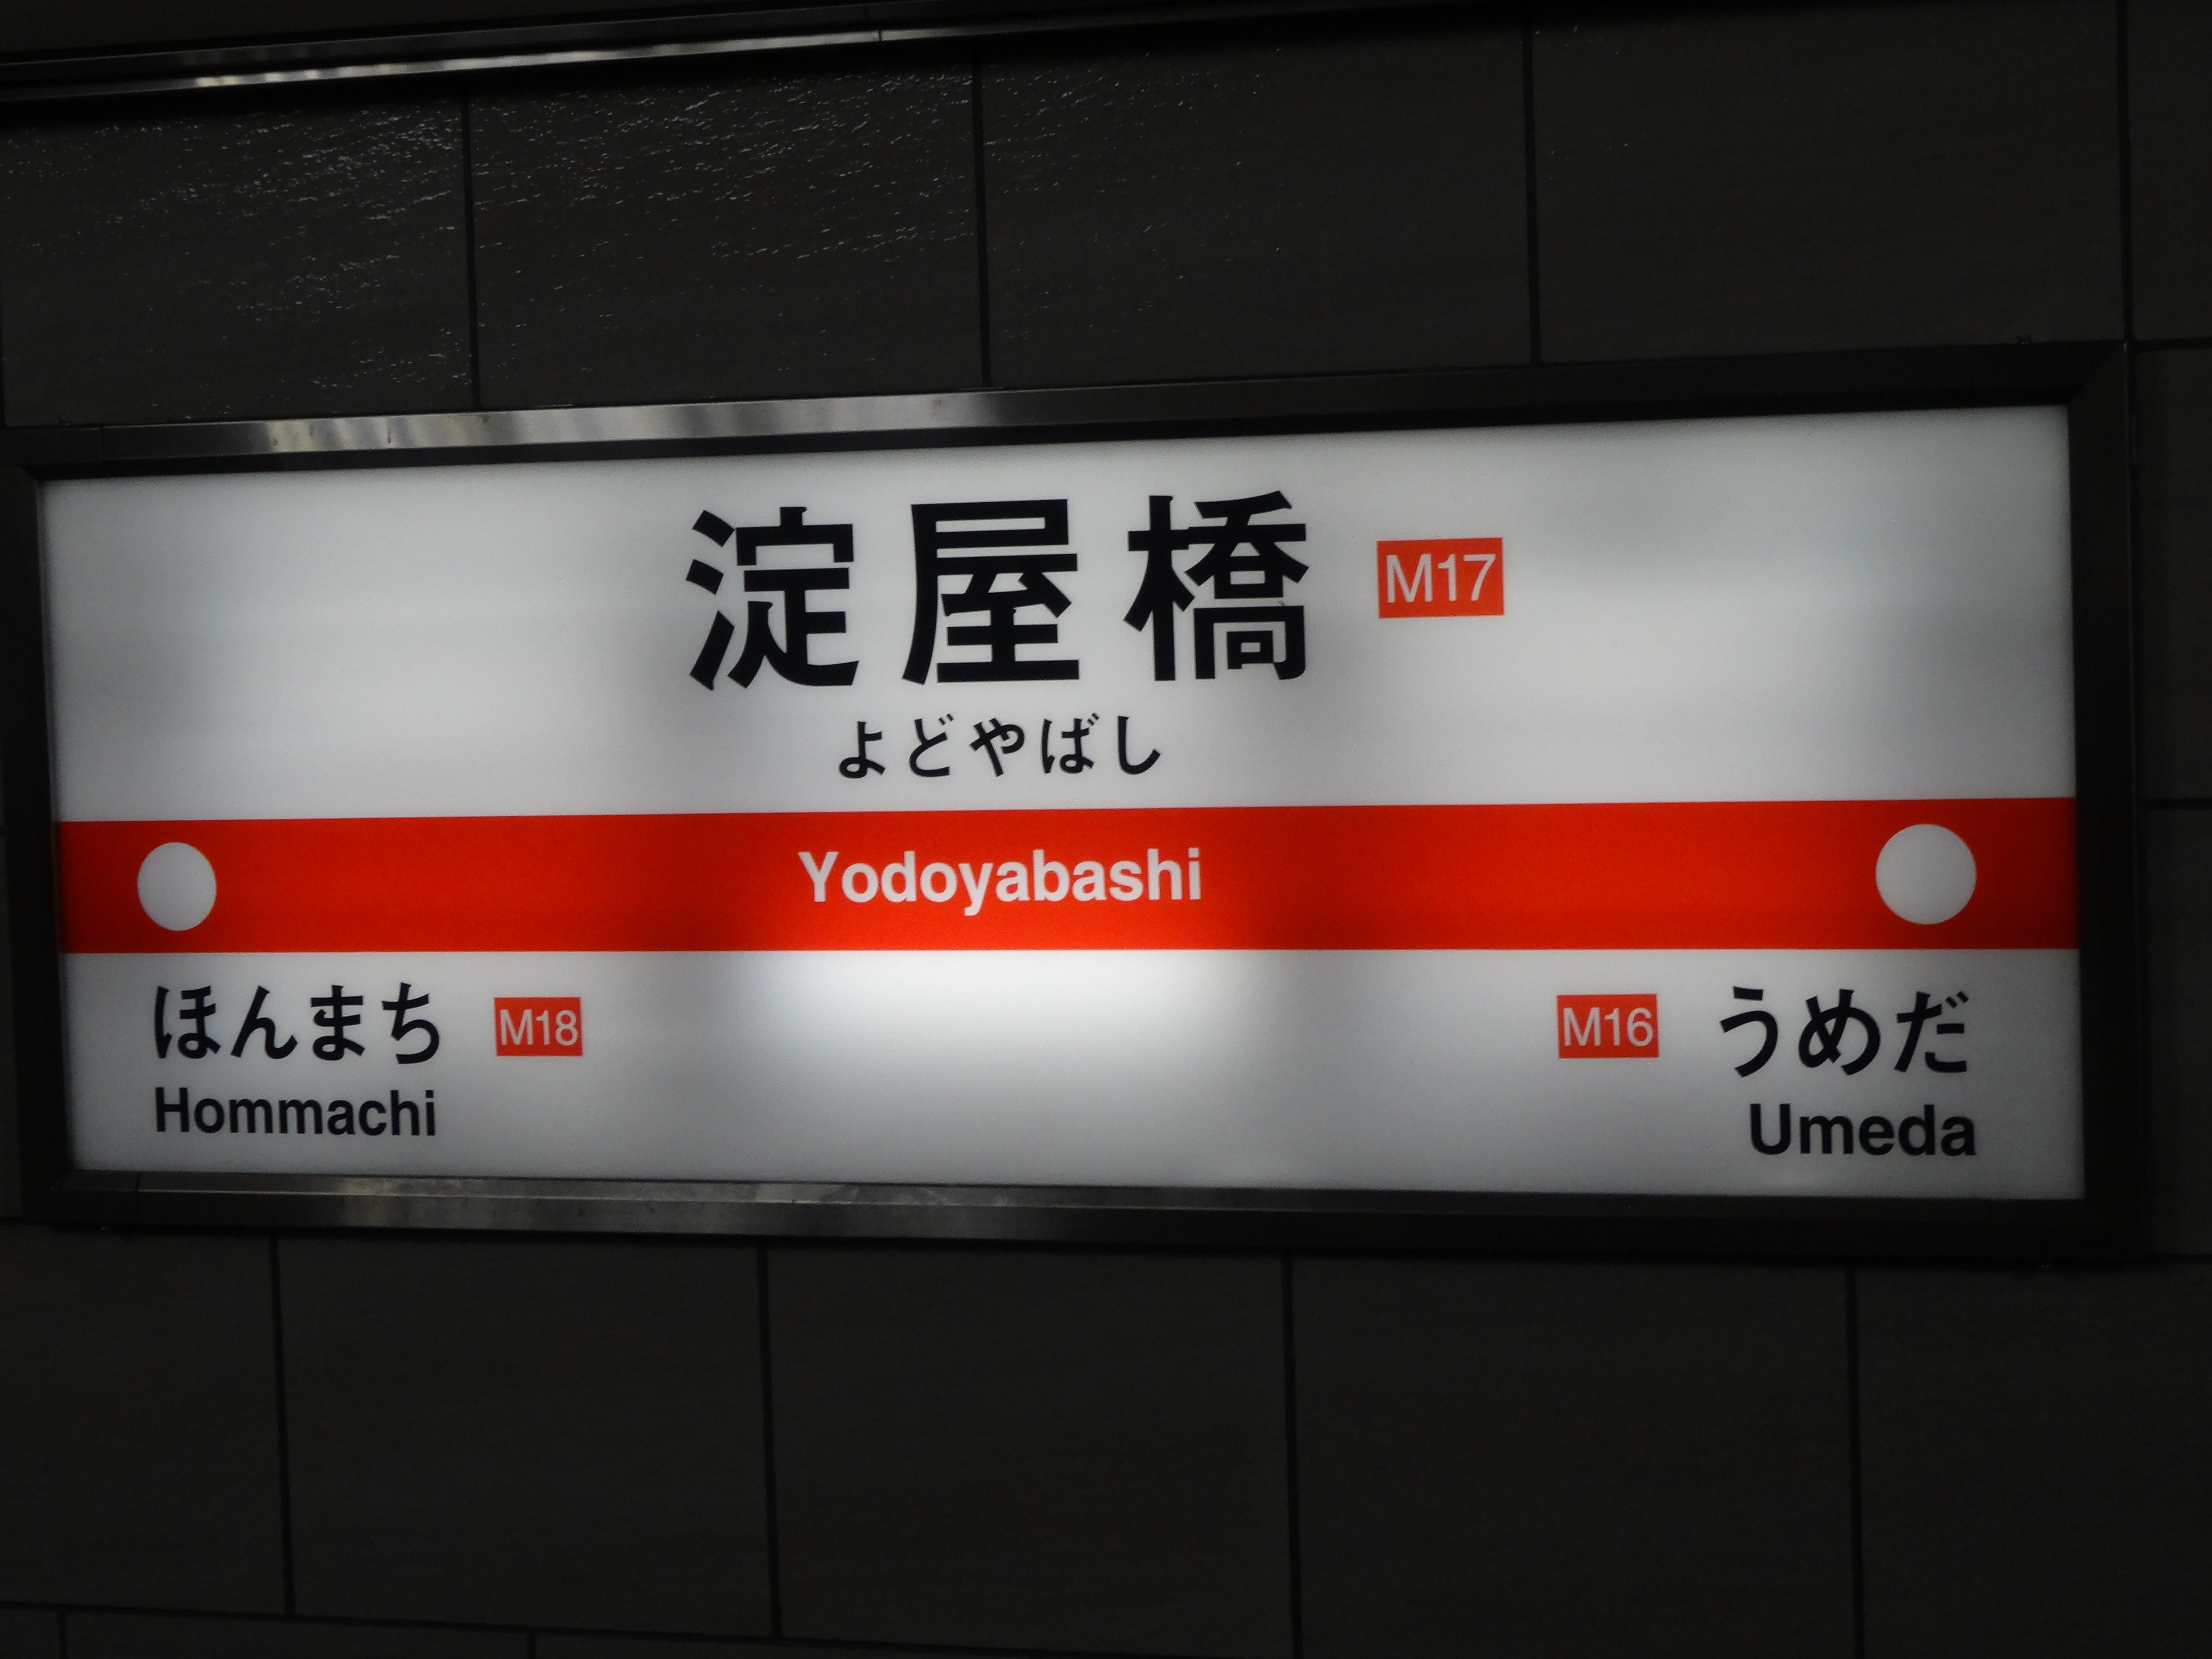 淀屋橋 M17
よどやばし
Yodoyabashi
ほんまち M18
Hommachi
M16 うめだ
Umeda